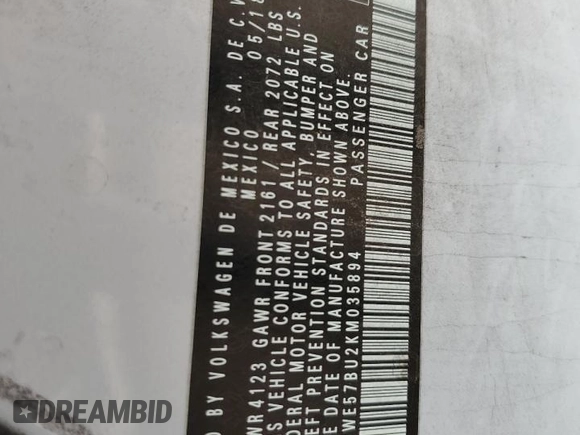 D BY VOLKSWAGEN DE MEXICO S.A. DE C.V
MEXICO 05/18
WR4123 GAWR FRONT 2161 / REAR 2072 LBS
S VEHICLE CONFORMS TO ALL APPLICABLE U.S.
DERAL MOTOR VEHICLE SAFETY, BUMPER AND
EFT PREVENTION STANDARDS IN EFFECT ON
E DATE OF MANUFACTURE SHOWN ABOVE.
WE57BU2KM035894 PASSENGER CAR
DREAMBID